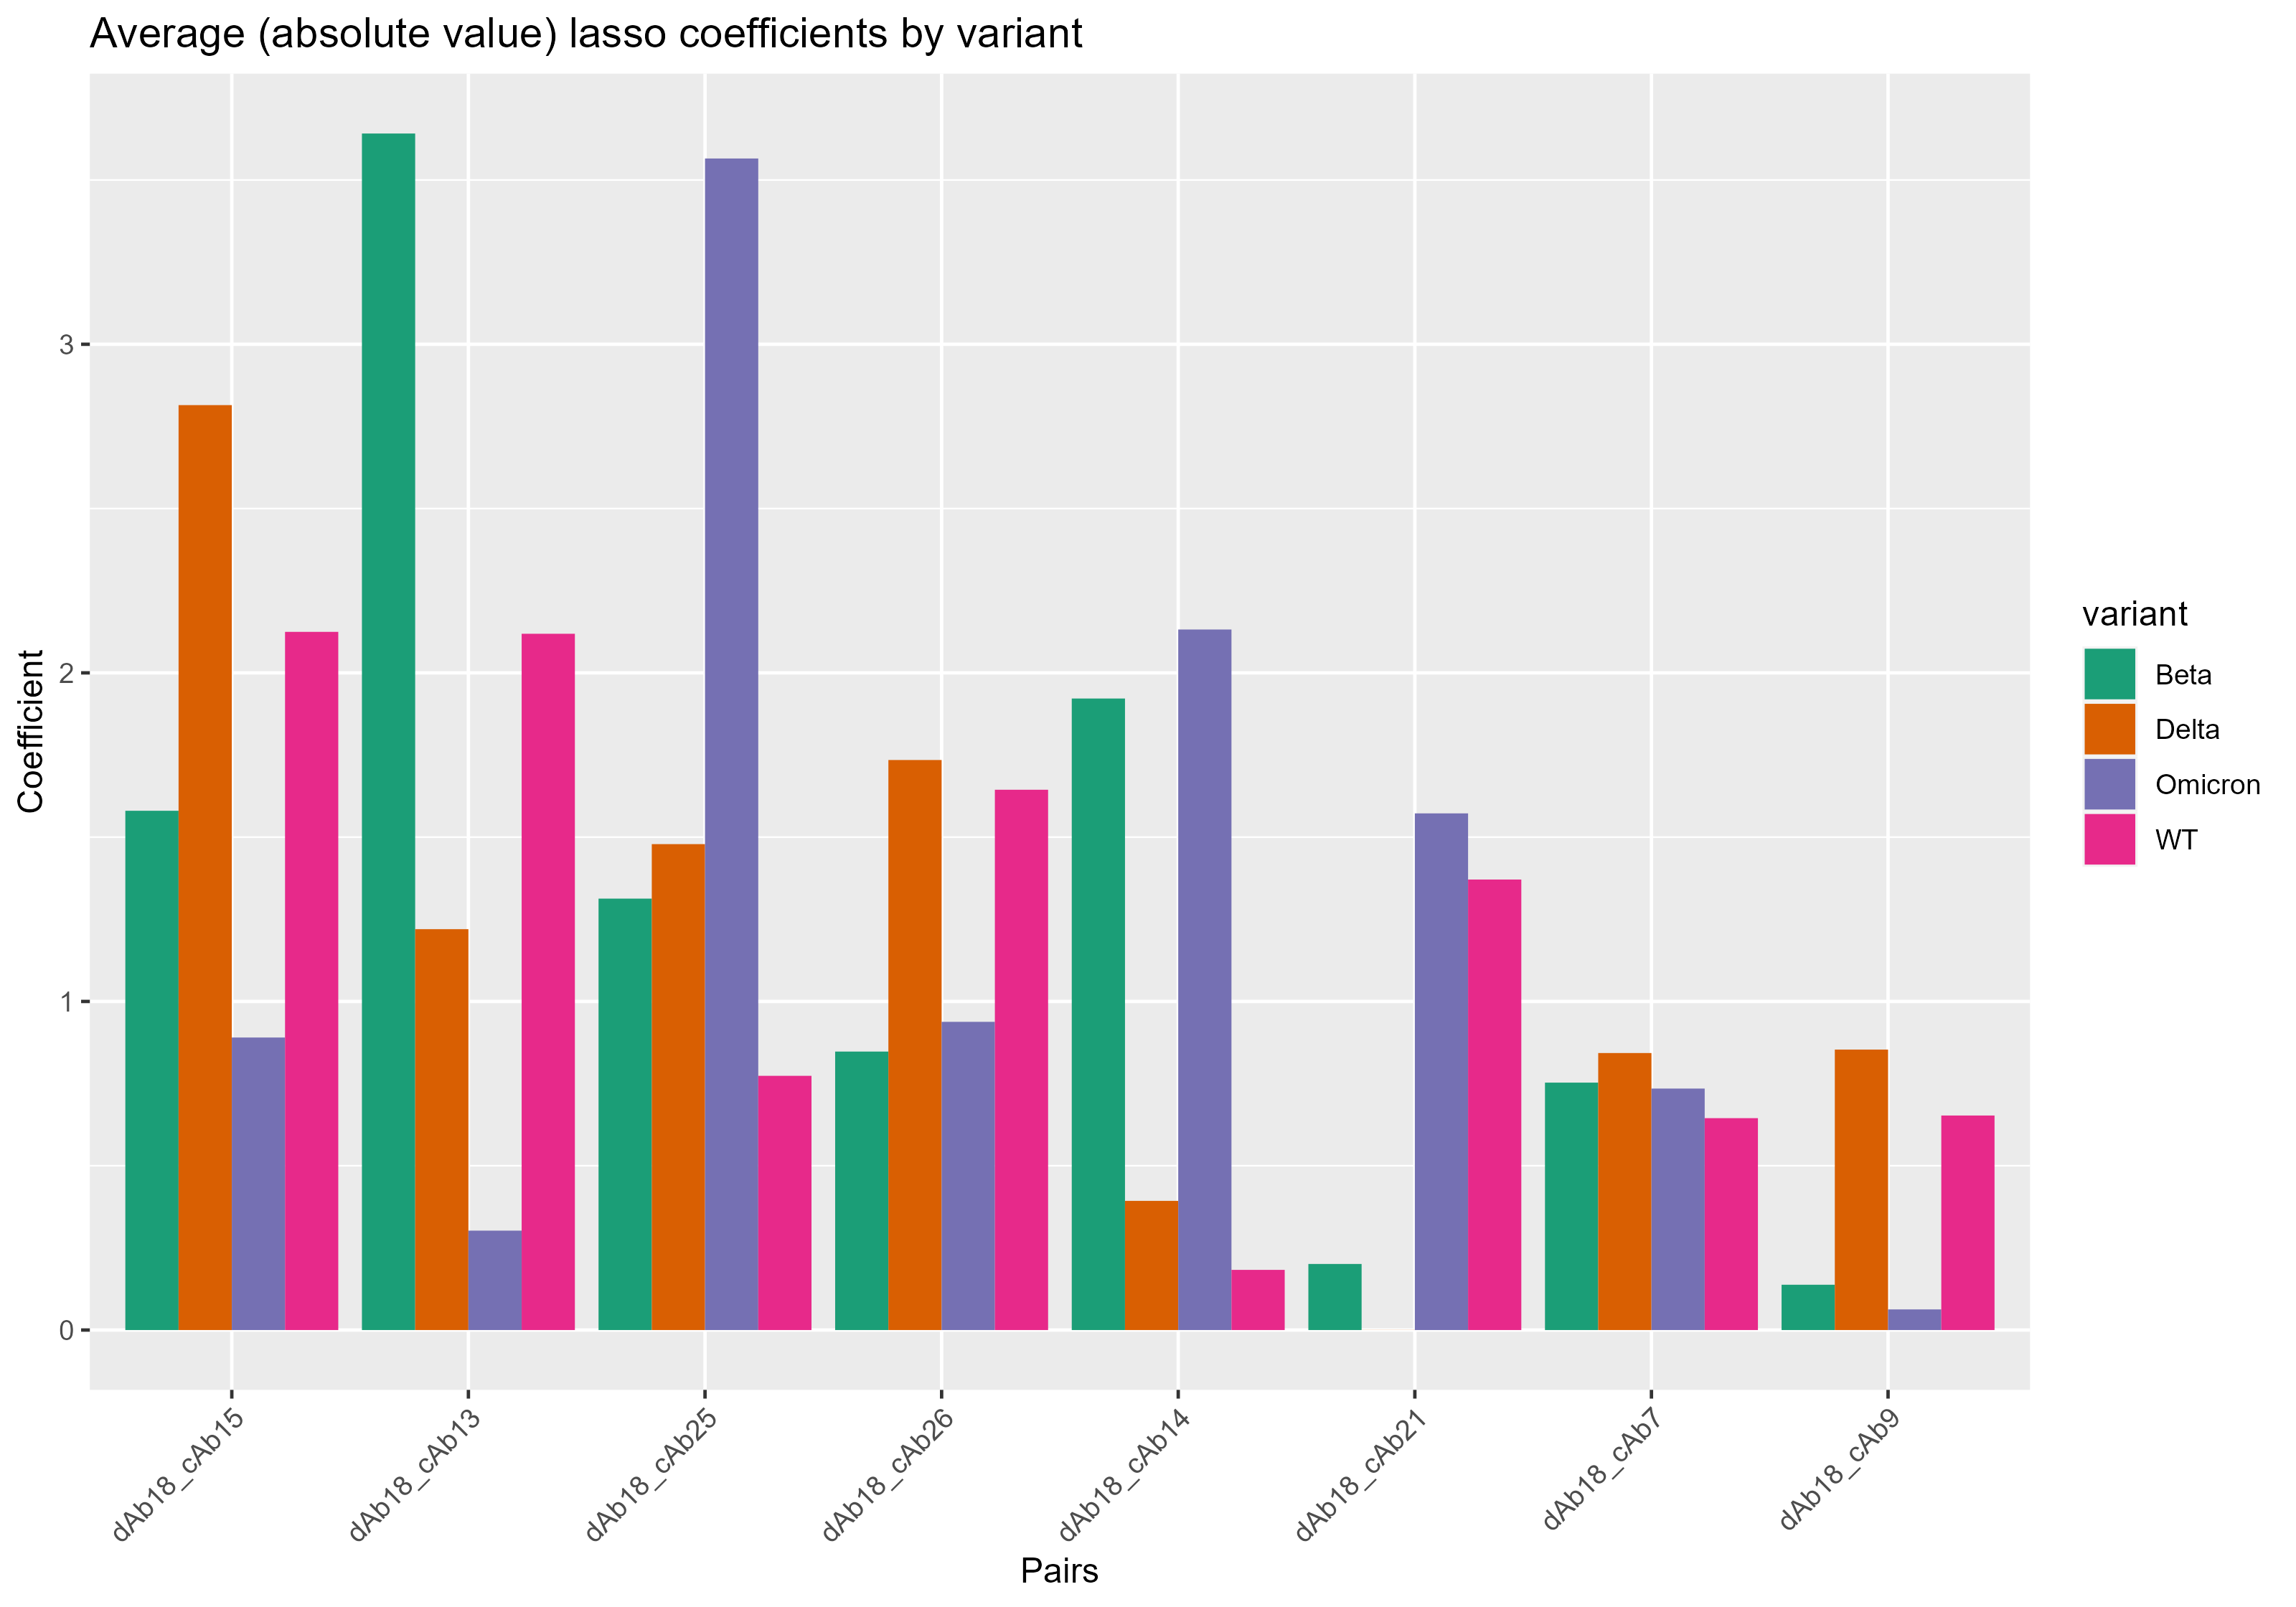 Average (absolute value) lasso coefficients by variant
Coefficient
3
2
1
0
dAb18_cAb15
dAb18_cAb13
dAb18_cAb25
dAb18_cAb26
dAb18_cAb14
dAb18_cAb21
dAb18_cAb7
dAb18_cAb9
Pairs
variant
Beta
Delta
Omicron
WT